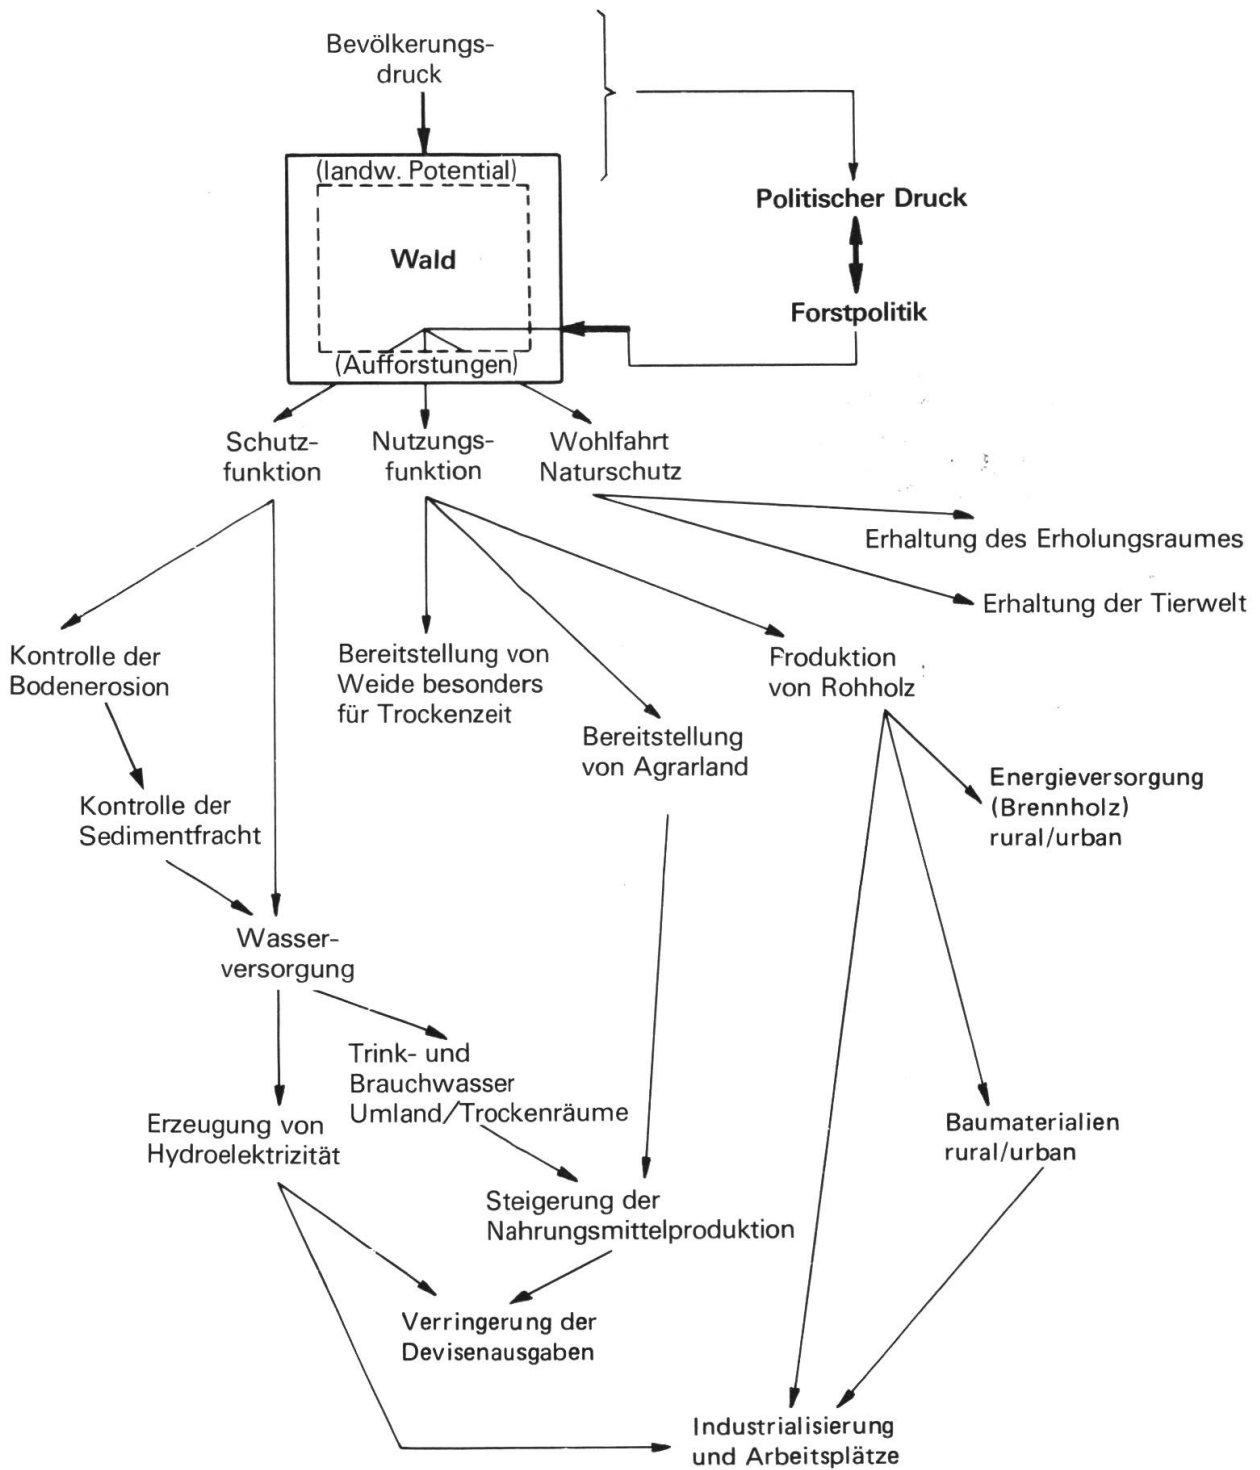 Bevölkerungs-
druck
(landw. Potential)
Wald
(Aufforstungen)
Politischer Druck
Forstpolitik
Schutz-
funktion
Nutzungs-
funktion
Wohlfahrt
Naturschutz
Erhaltung des Erholungsraumes
Erhaltung der Tierwelt
Kontrolle der
Bodenerosion
Bereitstellung von
Weide besonders
für Trockenzeit
Produktion
von Rohholz
Bereitstellung
von Agrarland
Energieversorgung
(Brennholz)
rural/urban
Kontrolle der
Sedimentfracht
Wasser-
versorgung
Trink- und
Brauchwasser
Umland/Trockenräume
Erzeugung von
Hydroelektrizität
Baumaterialien
rural/urban
Steigerung der
Nahrungsmittelproduktion
Verringerung der
Devisenausgaben
Industrialisierung
und Arbeitsplätze